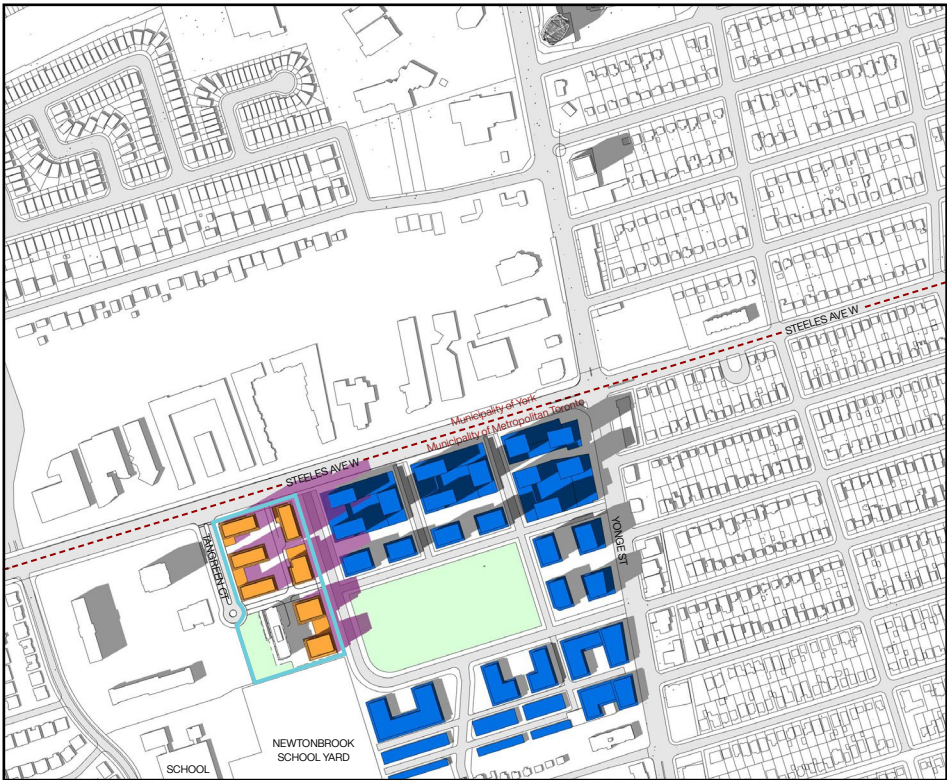 STEELES AVE W
Municipality of York
Municipality of Metropolitan Toronto
STEELES AVE W
TANGREEN CT
YONGE ST
NEWTONBROOK
SCHOOL YARD
SCHOOL